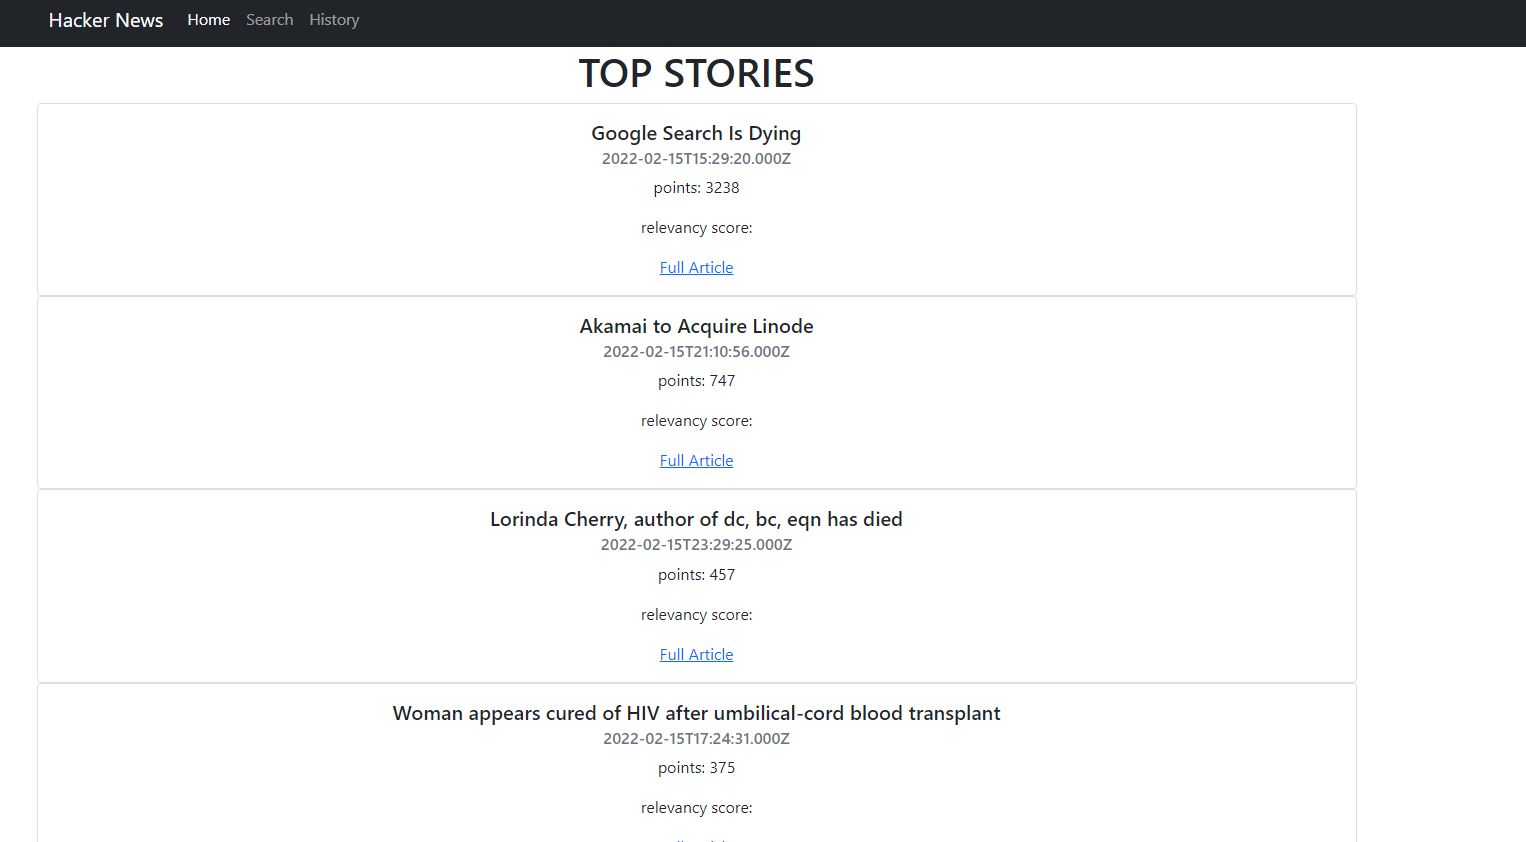 Hacker News Home Search History
TOP STORIES
Google Search Is Dying
2022-02-15T15:29:20.000Z
points: 3238
relevancy score:
Full Article
Akamai to Acquire Linode
2022-02-15T21:10:56.000Z
points: 747
relevancy score:
Full Article
Lorinda Cherry, author of dc, bc, eqn has died
2022-02-15T23:29:25.000Z
points: 457
relevancy score:
Full Article
Woman appears cured of HIV after umbilical-cord blood transplant
2022-02-15T17:24:31.000Z
points: 375
relevancy score: